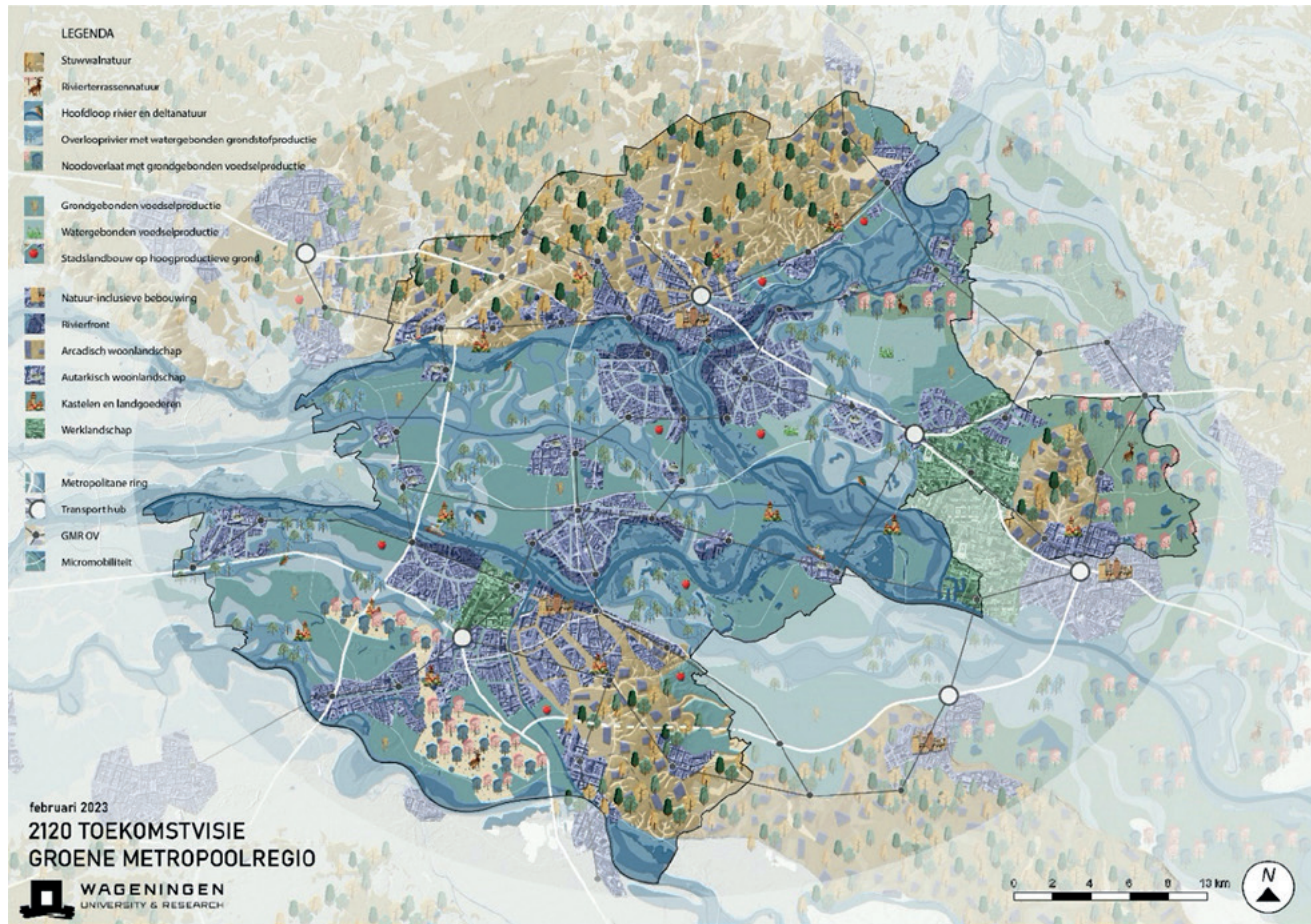 LEGENDA
Stuwwalnatuur
Rivierterrassennatuur
Hoofdloop rivier en deltanatuur
Overlooprivier met watergebonden grondstofproductie
Noodoverlaat met grondgebonden voedselproductie
Grondgebonden voedselproductie
Watergebonden voedselproductie
Stadslandbouw op hoogproductieve grond
Natuur-inclusieve bebouwing
Rivierfront
Arcadisch woonlandschap
Autarkisch woonlandschap
Kastelen en landgoederen
Werklandschap
Metropolitane ring
Transport hub
GMR OV
Micromobiliteit
februari 2023
2120 TOEKOMSTVISIE
GROENE METROPOOLREGIO
WAGENINGEN
UNIVERSITY & RESEARCH
0 2 4 6 8 10 km
N